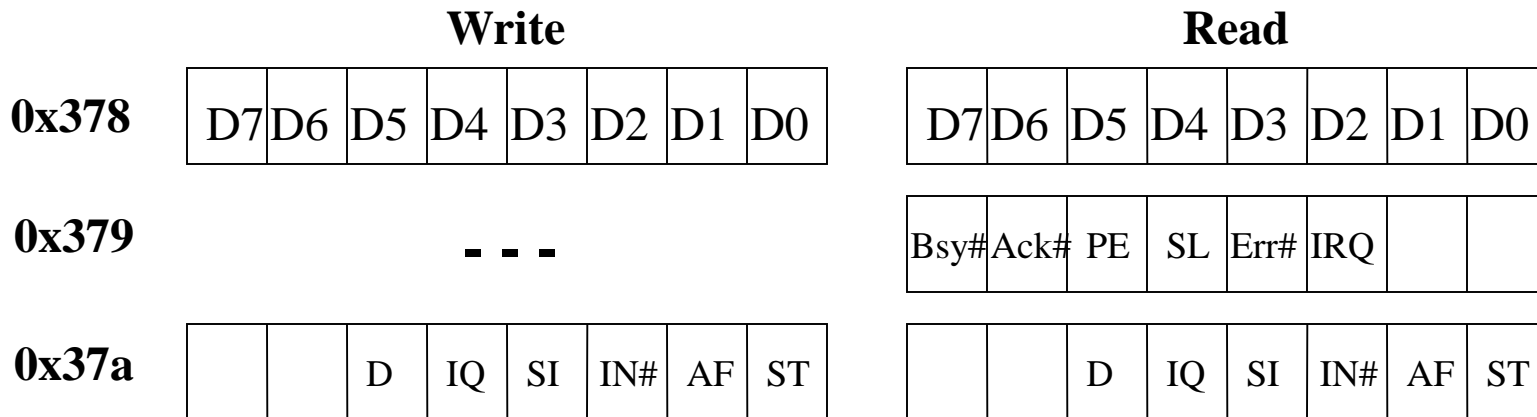 Write Read
0x378 D7 D6 D5 D4 D3 D2 D1 D0 D7 D6 D5 D4 D3 D2 D1 D0
0x379 - - - Bsy# Ack# PE SL Err# IRQ
0x37a D IQ SI IN# AF ST D IQ SI IN# AF ST